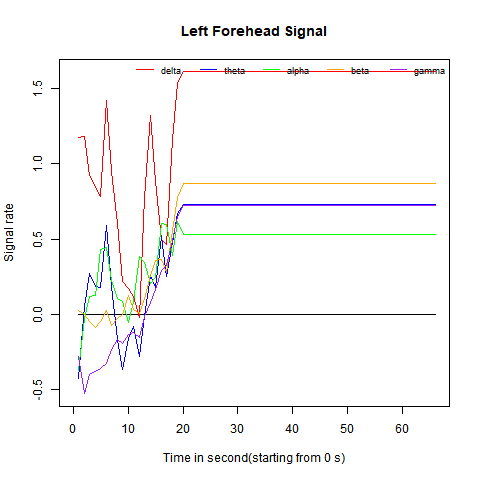 Left Forehead Signal
delta theta alpha beta gamma
Signal rate
1.5
1.0
0.5
0.0
-0.5
0 10 20 30 40 50 60
Time in second(starting from 0 s)